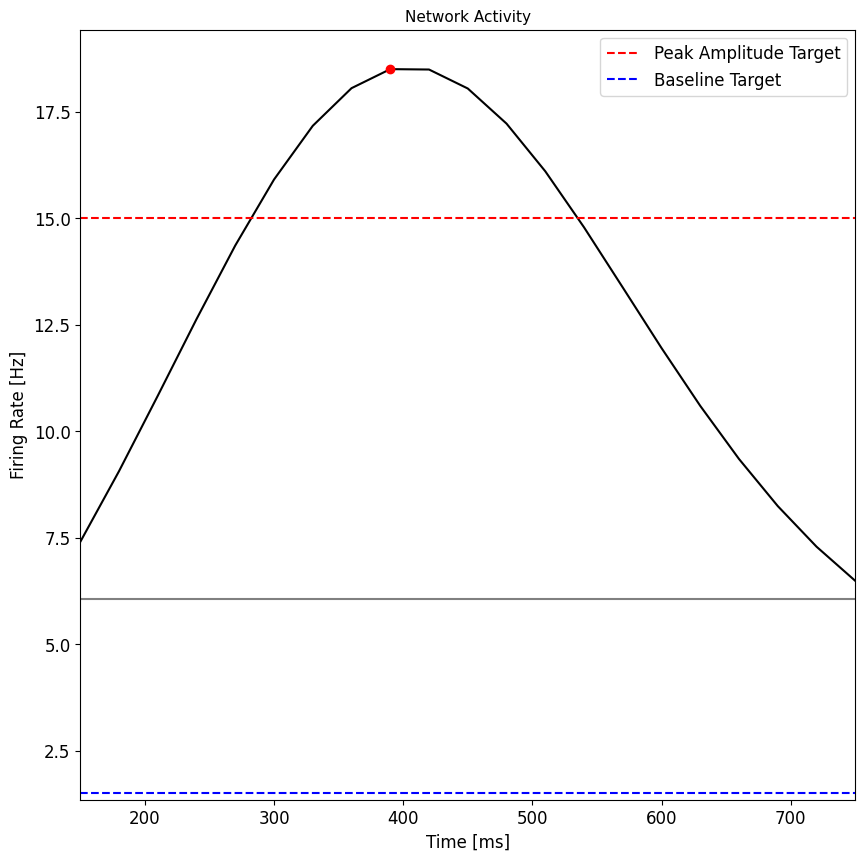 Network Activity
Peak Amplitude Target
Baseline Target
Firing Rate [Hz]
17.5
15.0
12.5
10.0
7.5
5.0
2.5
200 300 400 500 600 700
Time [ms]